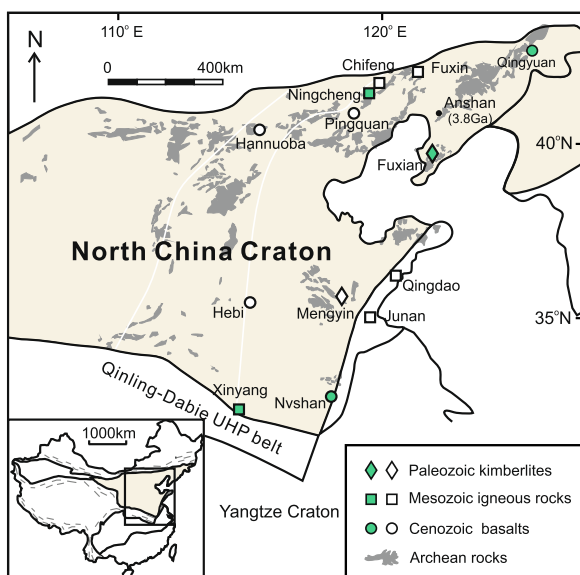 110°E
120°E
N
0
400km
Chifeng
Fuxin
Qingyuan
Ningcheng
Anshan
(3.8Ga)
Pingquan
Hannuoba
40°N
Fuxian
North China Craton
Qingdao
Hebi
Mengyin
Junan
35°N
Xinyang
Nvshan
Qinling-Dabie UHP belt
1000km
Yangtze Craton
Paleozoic kimberlites
Mesozoic igneous rocks
Cenozoic basalts
Archean rocks